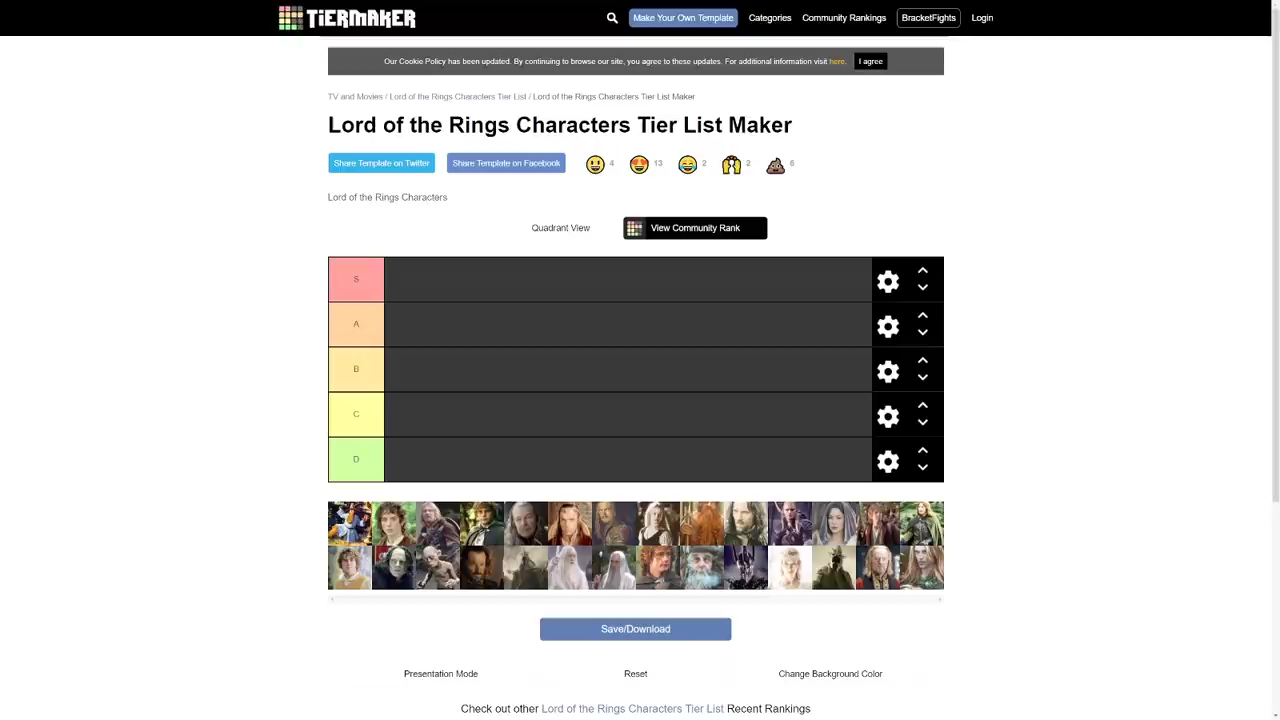 TiERMAKER
Make Your Own Template Categories Community Rankings BracketFights Login
Our Cookie Policy has been updated. By continuing to browse our site, you agree to these updates. For additional information visit here. I agree
TV and Movies / Lord of the Rings Characters Tier List / Lord of the Rings Characters Tier List Maker
Lord of the Rings Characters Tier List Maker
Share Template on Twitter Share Template on Facebook 4 13 2 2 6
Lord of the Rings Characters
Quadrant View View Community Rank
S
A
B
C
D
Save/Download
Presentation Mode Reset Change Background Color
Check out other Lord of the Rings Characters Tier List Recent Rankings